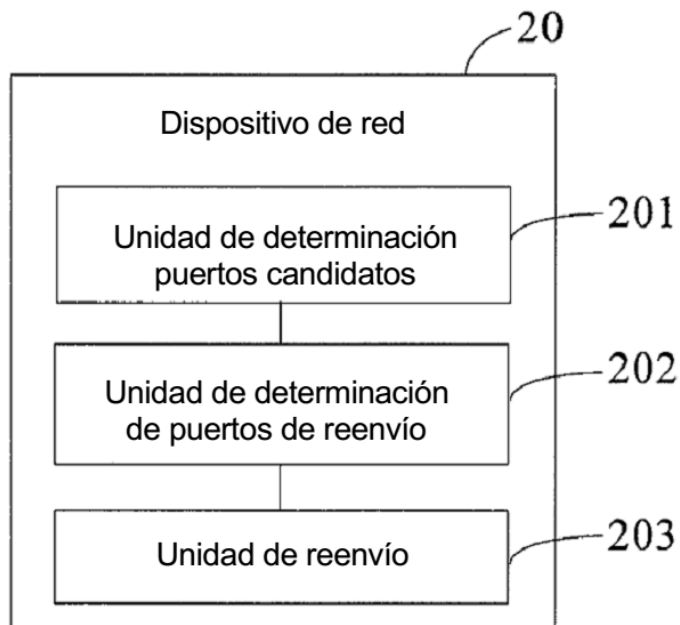 20
Dispositivo de red
201
Unidad de determinación
puertos candidatos
202
Unidad de determinación
de puertos de reenvío
203
Unidad de reenvío